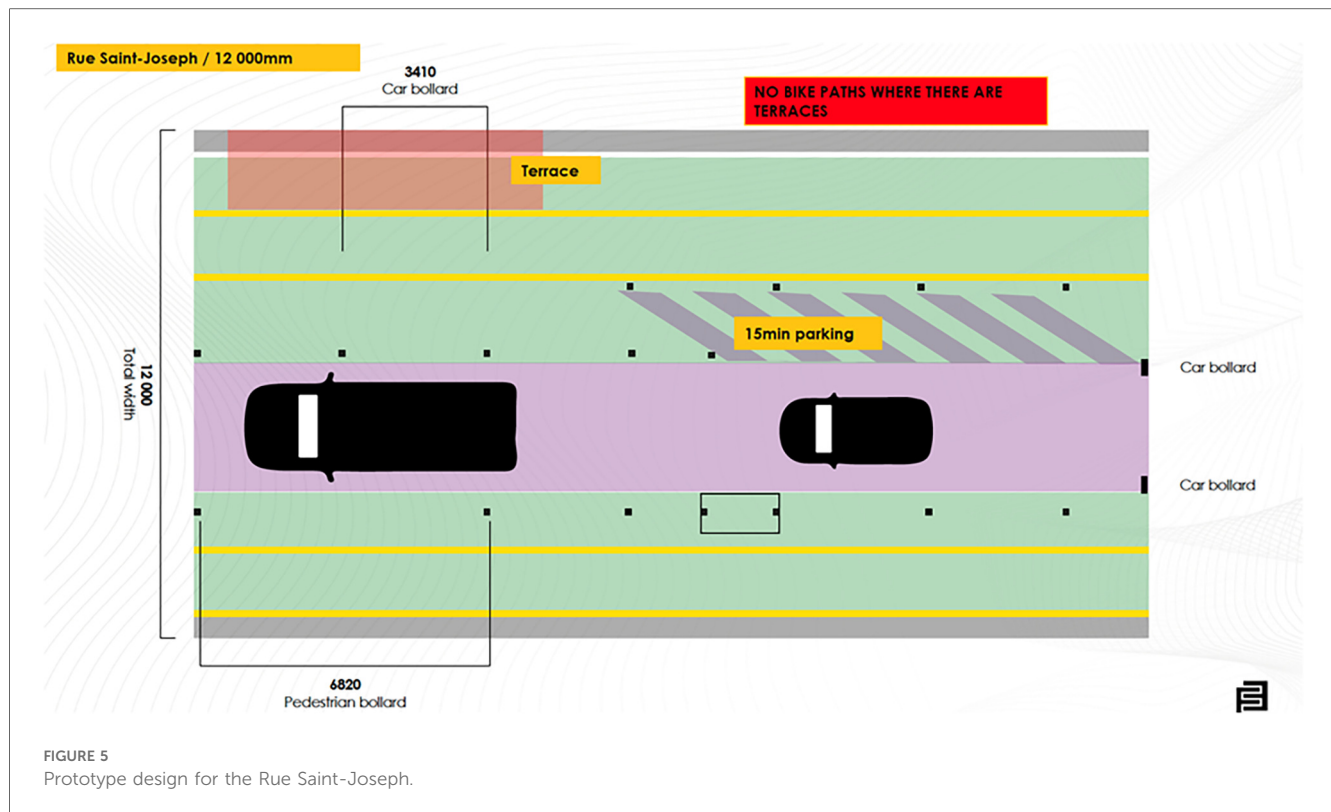 Rue Saint-Joseph / 12 000mm
3410
Car bollard
NO BIKE PATHS WHERE THERE ARE
TERRACES
Terrace
15min parking
12 000
Total width
Car bollard
Car bollard
6820
Pedestrian bollard
FIGURE 5
Prototype design for the Rue Saint-Joseph.